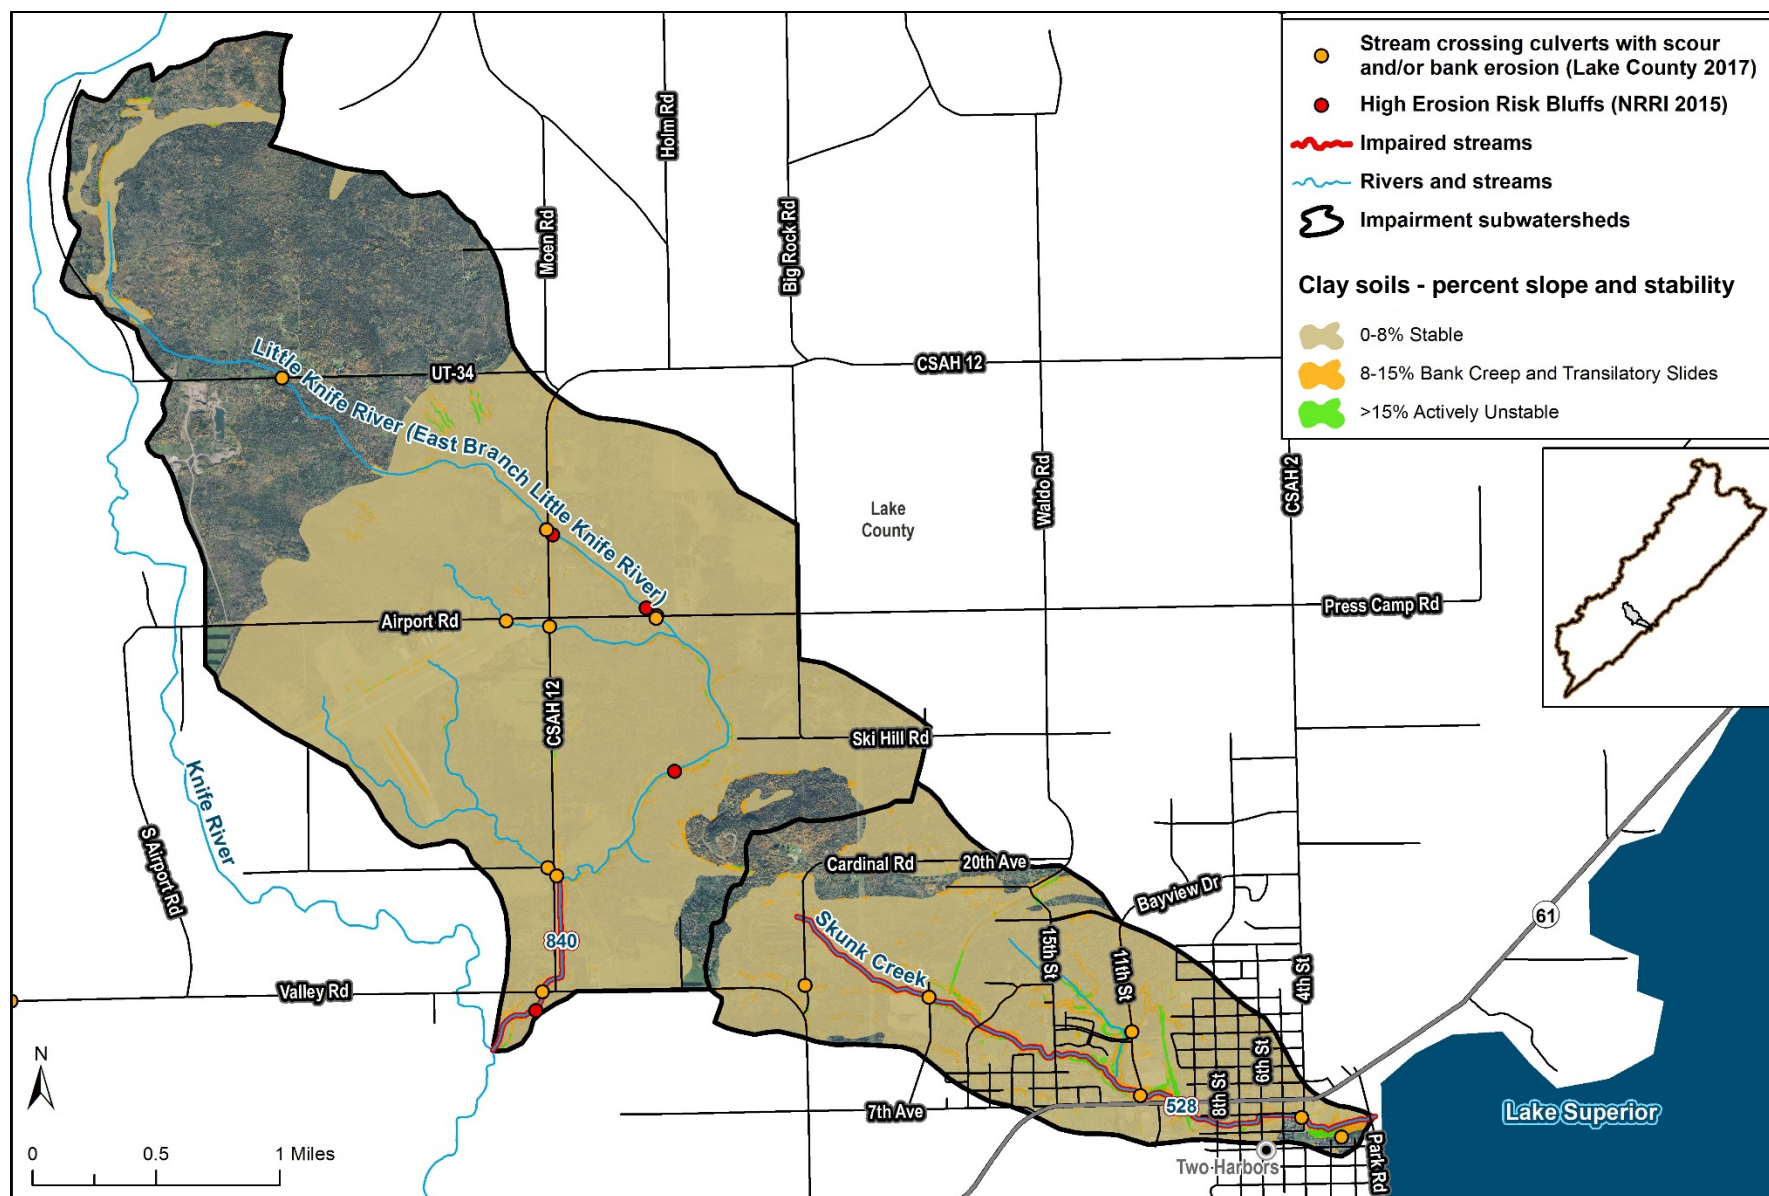 Stream crossing culverts with scour
and/or bank erosion (Lake County 2017)
High Erosion Risk Bluffs (NRRI 2015)
Impaired streams
Rivers and streams
Impairment subwatersheds
Clay soils - percent slope and stability
0-8% Stable
8-15% Bank Creep and Transilatory Slides
>15% Actively Unstable
Holm Rd
Moen Rd
Big Rock Rd
UT-34
CSAH 12
Little Knife River (East Branch Little Knife River)
Waldo Rd
CSAH 2
Lake
County
Airport Rd
Press Camp Rd
CSAH 12
Ski Hill Rd
Knife River
S Airport Rd
Cardinal Rd
20th Ave
Bayview Dr
61
Skunk Creek
15th St
11th St
840
4th St
Valley Rd
6th St
8th St
N
7th Ave
528
Lake Superior
Park Rd
Two Harbors
0
0.5
1 Miles